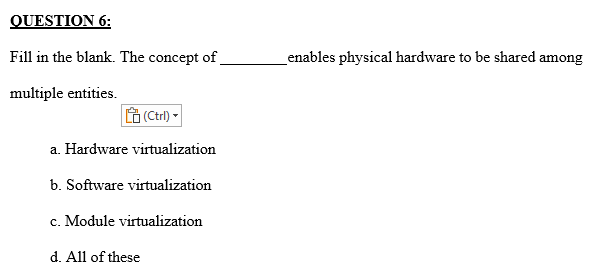 QUESTION 6:
Fill in the blank. The concept of _________enables physical hardware to be shared among
multiple entities.
(Ctrl)
a. Hardware virtualization
b. Software virtualization
c. Module virtualization
d. All of these